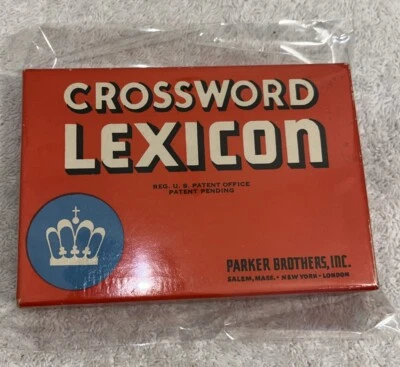 CROSSWORD
LEXICON
REG. U. S. PATENT OFFICE
PATENT PENDING
PARKER BROTHERS, INC.
SALEM, MASS. • NEW YORK • LONDON